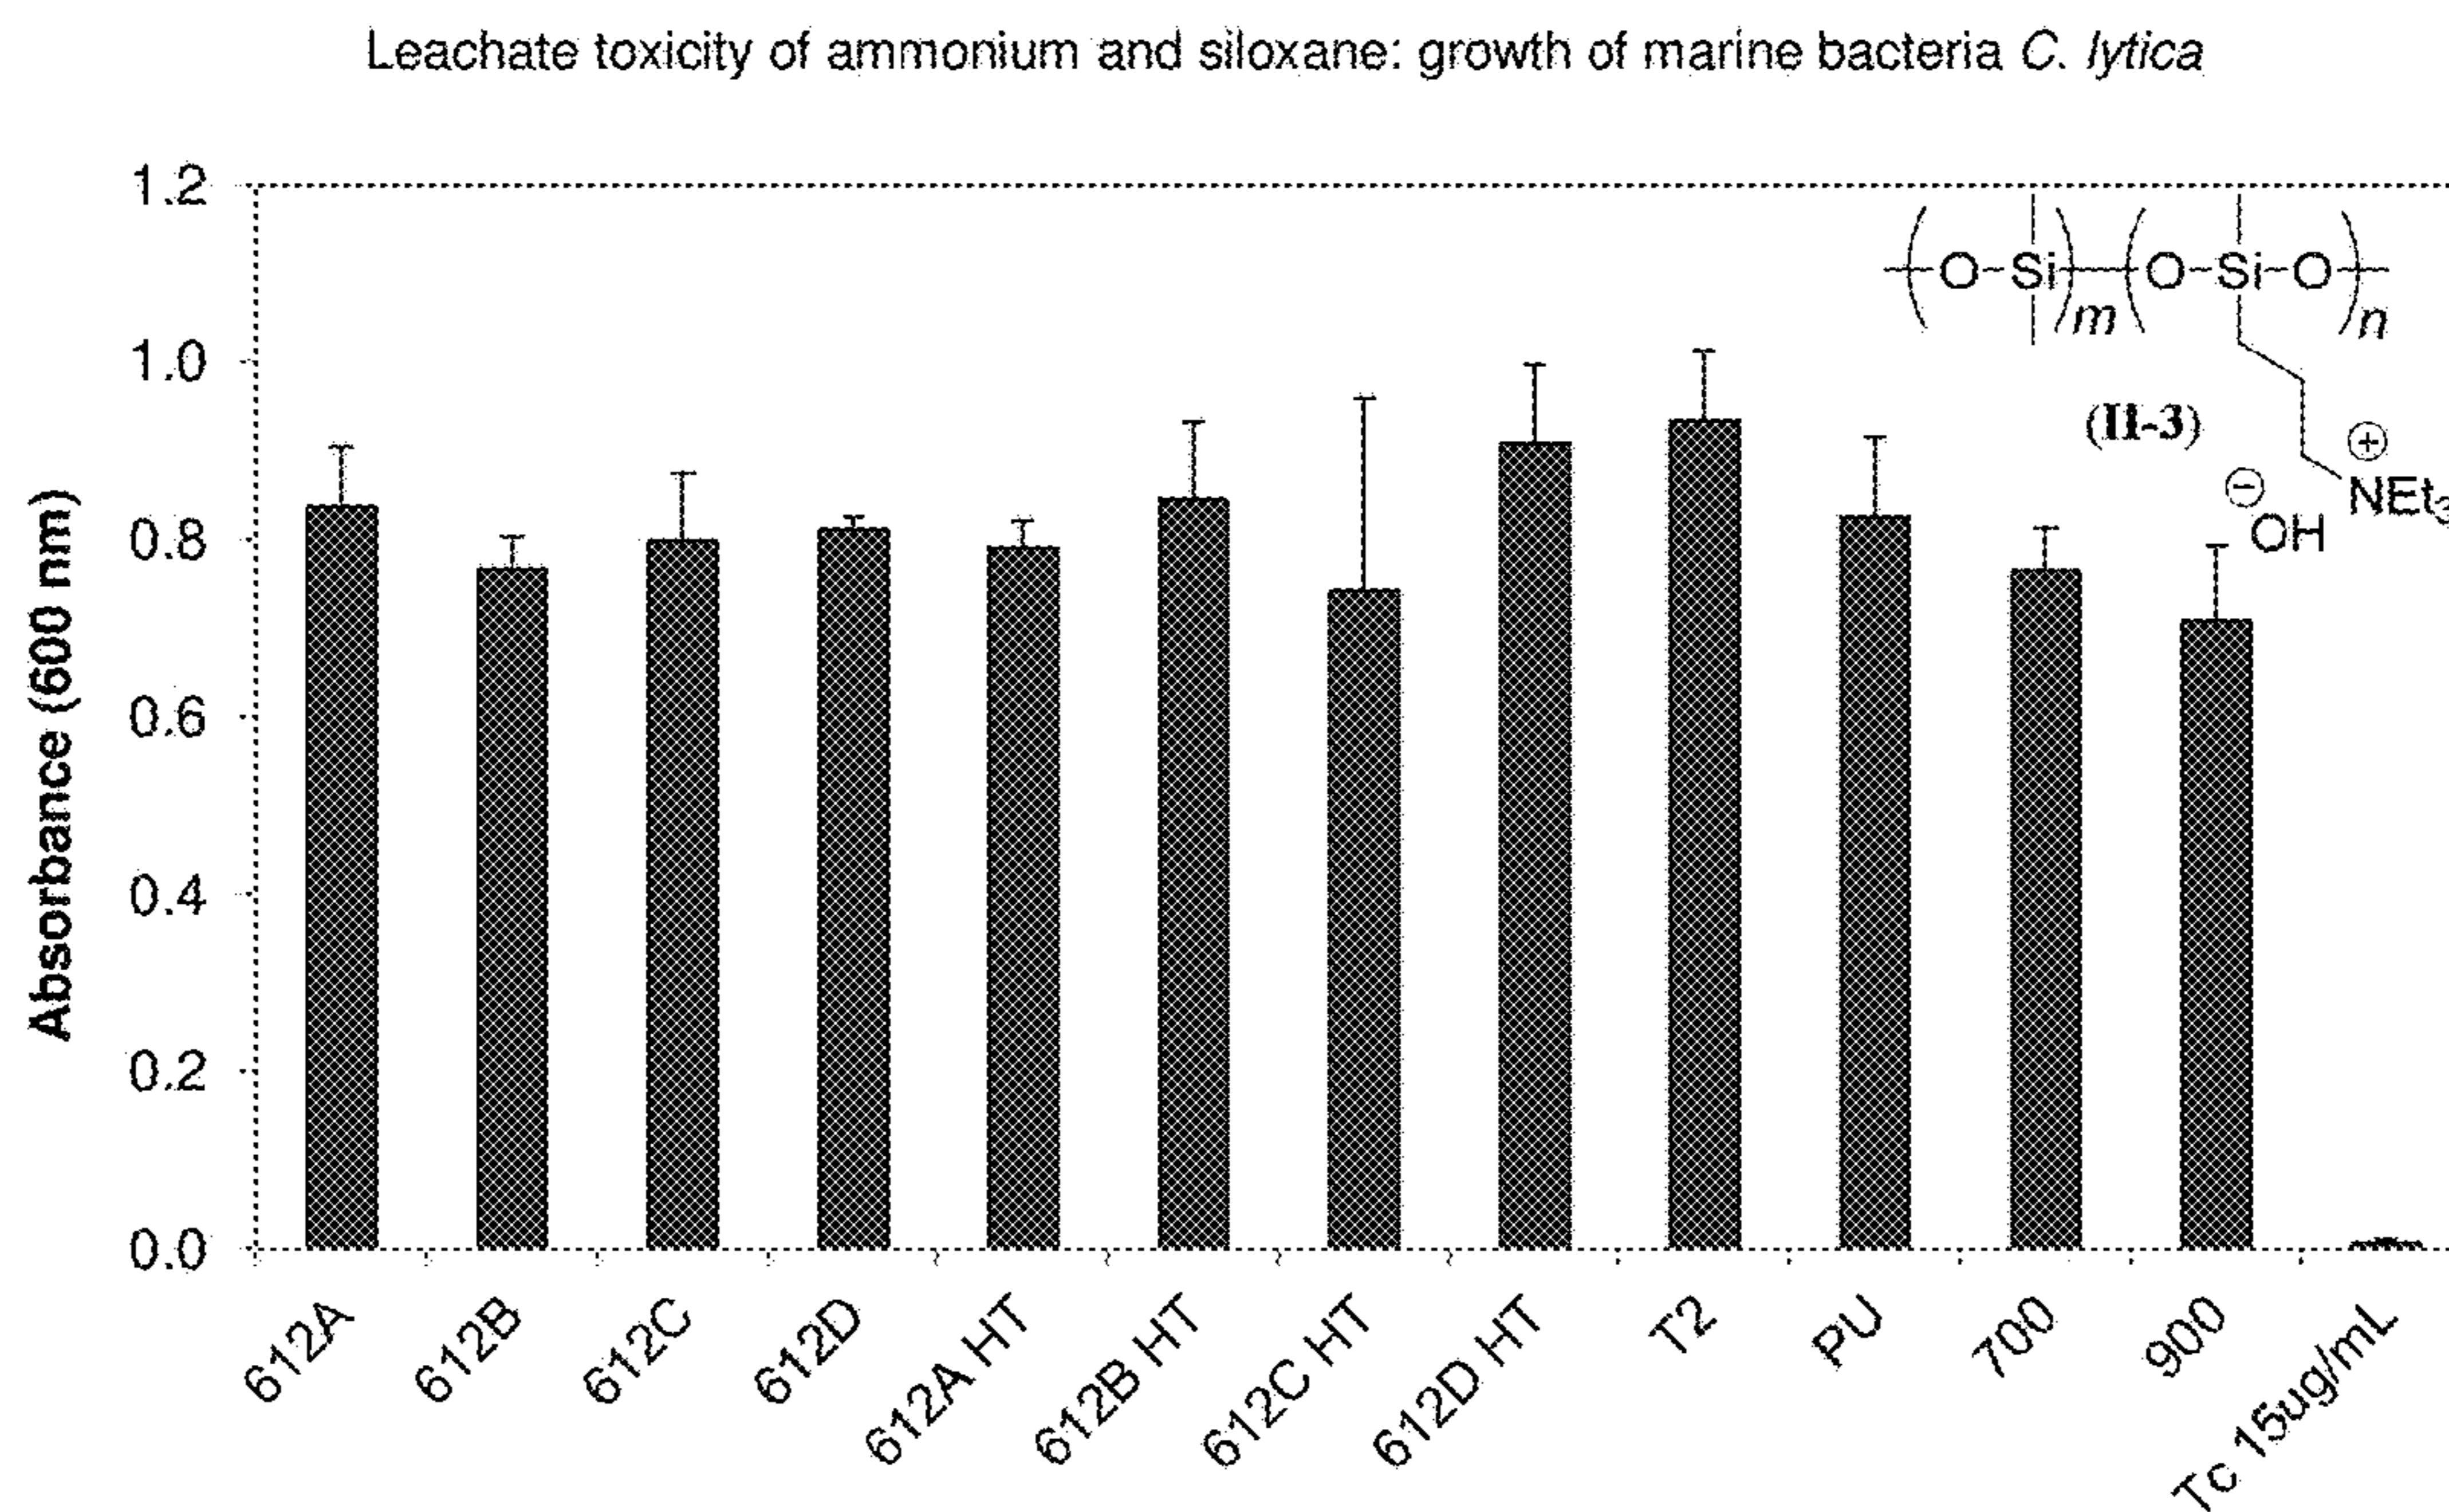 Leachate toxicity of ammonium and siloxane: growth of marine bacteria C. lytica
Absorbance (600 nm)
1.2
1.0
0.8
0.6
0.4
0.2
0.0
O Si m O Si O n
(II-3)
⊕
⊖
NEt3
OH
612A
612B
612C
612D
612A HT
612B HT
612C HT
612D HT
T2
PU
700
900
Tc 15ug/mL